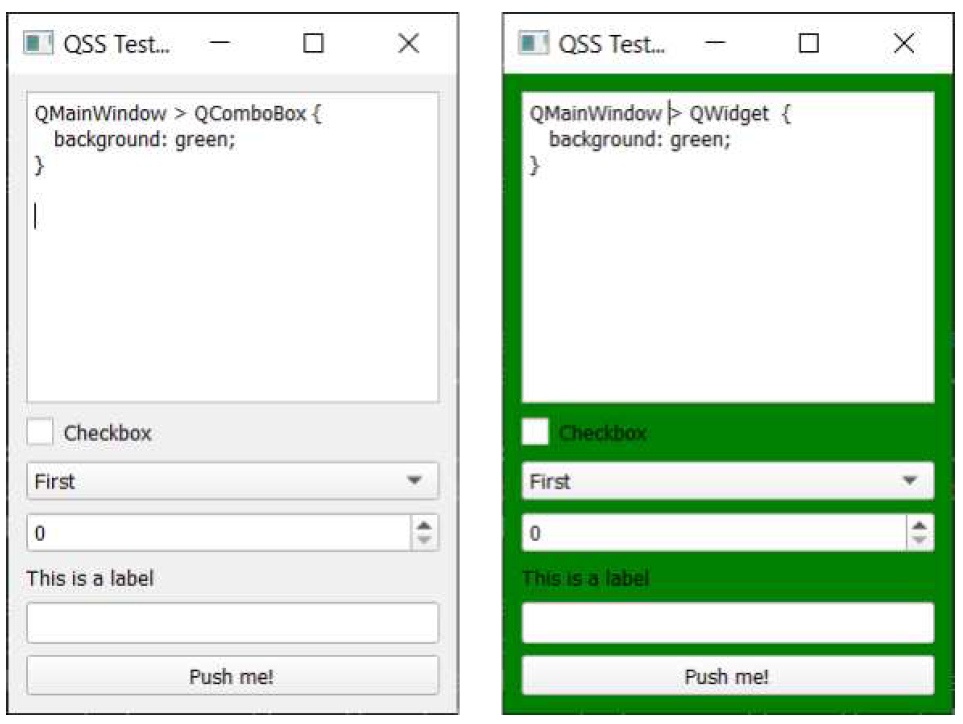 QSS Test...
QMainWindow > QComboBox {
background: green;
}
Checkbox
First
0
This is a label
Push me!
QSS Test...
QMainWindow > QWidget {
background: green;
}
Checkbox
First
0
This is a label
Push me!